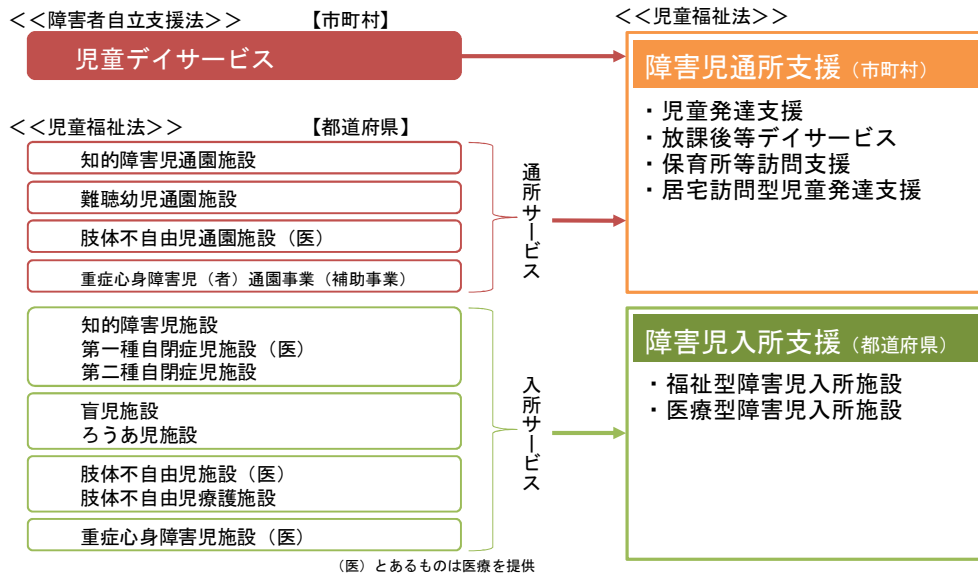 ＜＜障害者自立支援法＞＞ 【市町村】
児童デイサービス
＜＜児童福祉法＞＞ 【都道府県】
知的障害児通園施設
難聴幼児通園施設
肢体不自由児通園施設（医）
重症心身障害児（者）通園事業（補助事業）
通所サービス
知的障害児施設
第一種自閉症児施設（医）
第二種自閉症児施設
盲児施設
ろうあ児施設
肢体不自由児施設（医）
肢体不自由児療護施設
重症心身障害児施設（医）
入所サービス
（医）とあるものは医療を提供
＜＜児童福祉法＞＞
障害児通所支援（市町村）
・児童発達支援
・放課後等デイサービス
・保育所等訪問支援
・居宅訪問型児童発達支援
障害児入所支援（都道府県）
・福祉型障害児入所施設
・医療型障害児入所施設